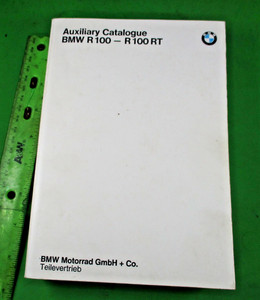 Auxiliary Catalogue
BMW R 100 — R 100 RT
BMW Motorrad GmbH + Co.
Teilevertrieb